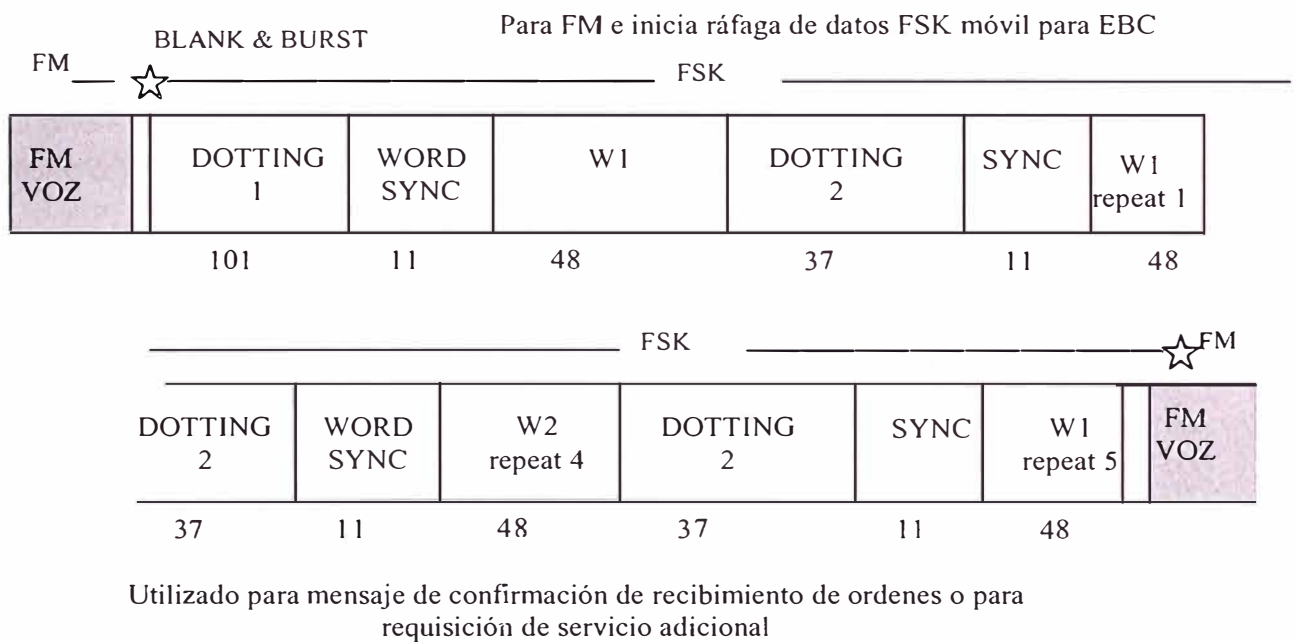 Para FM e inicia ráfaga de datos FSK móvil para EBC
BLANK & BURST
FM
FSK
FM VOZ
DOTTING 1
WORD SYNC
W1
DOTTING 2
SYNC
W1 repeat 1
101
11
48
37
11
48
FSK
FM
DOTTING 2
WORD SYNC
W2 repeat 4
DOTTING 2
SYNC
W1 repeat 5
FM VOZ
37
11
48
37
11
48
Utilizado para mensaje de confirmación de recibimiento de ordenes o para
requisición de servicio adicional